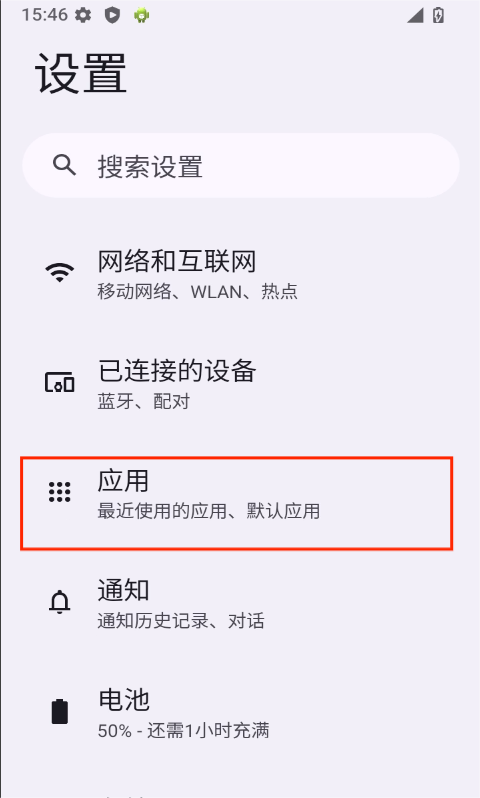 15:46
设置
搜索设置
网络和互联网
移动网络、WLAN、热点
已连接的设备
蓝牙、配对
应用
最近使用的应用、默认应用
通知
通知历史记录、对话
电池
50% - 还需1小时充满